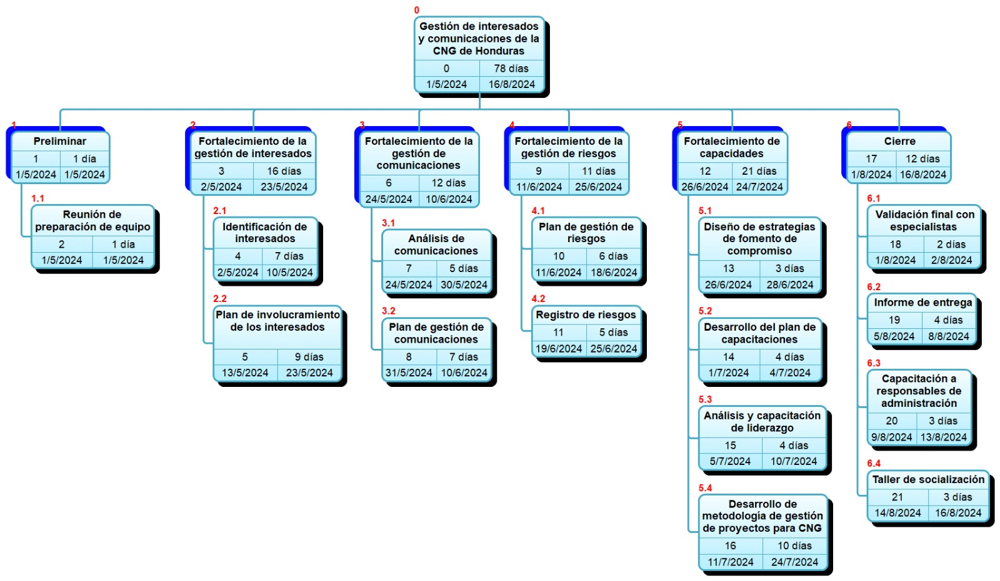 0
Gestión de interesados
y comunicaciones de la
CNG de Honduras
0 78 días
1/5/2024 16/8/2024
1
Preliminar
1 1 día
1/5/2024 1/5/2024
1.1
Reunión de
preparación de equipo
2 1 día
1/5/2024 1/5/2024
2
Fortalecimiento de la
gestión de interesados
3 16 días
2/5/2024 23/5/2024
2.1
Identificación de
interesados
4 7 días
2/5/2024 10/5/2024
2.2
Plan de involucramiento
de los interesados
5 9 días
13/5/2024 23/5/2024
3
Fortalecimiento de la
gestión de
comunicaciones
6 12 días
24/5/2024 10/6/2024
3.1
Análisis de
comunicaciones
7 5 días
24/5/2024 30/5/2024
3.2
Plan de gestión de
comunicaciones
8 7 días
31/5/2024 10/6/2024
4
Fortalecimiento de la
gestión de riesgos
9 11 días
11/6/2024 25/6/2024
4.1
Plan de gestión de
riesgos
10 6 días
11/6/2024 18/6/2024
4.2
Registro de riesgos
11 5 días
19/6/2024 25/6/2024
5
Fortalecimiento de
capacidades
12 21 días
26/6/2024 24/7/2024
5.1
Diseño de estrategias
de fomento de
compromiso
13 3 días
26/6/2024 28/6/2024
5.2
Desarrollo del plan de
capacitaciones
14 4 días
1/7/2024 4/7/2024
5.3
Análisis y capacitación
de liderazgo
15 4 días
5/7/2024 10/7/2024
5.4
Desarrollo de
metodología de gestión
de proyectos para CNG
16 10 días
11/7/2024 24/7/2024
6
Cierre
17 12 días
1/8/2024 16/8/2024
6.1
Validación final con
especialistas
18 2 días
1/8/2024 2/8/2024
6.2
Informe de entrega
19 4 días
5/8/2024 8/8/2024
6.3
Capacitación a
responsables de
administración
20 3 días
9/8/2024 13/8/2024
6.4
Taller de socialización
21 3 días
14/8/2024 16/8/2024